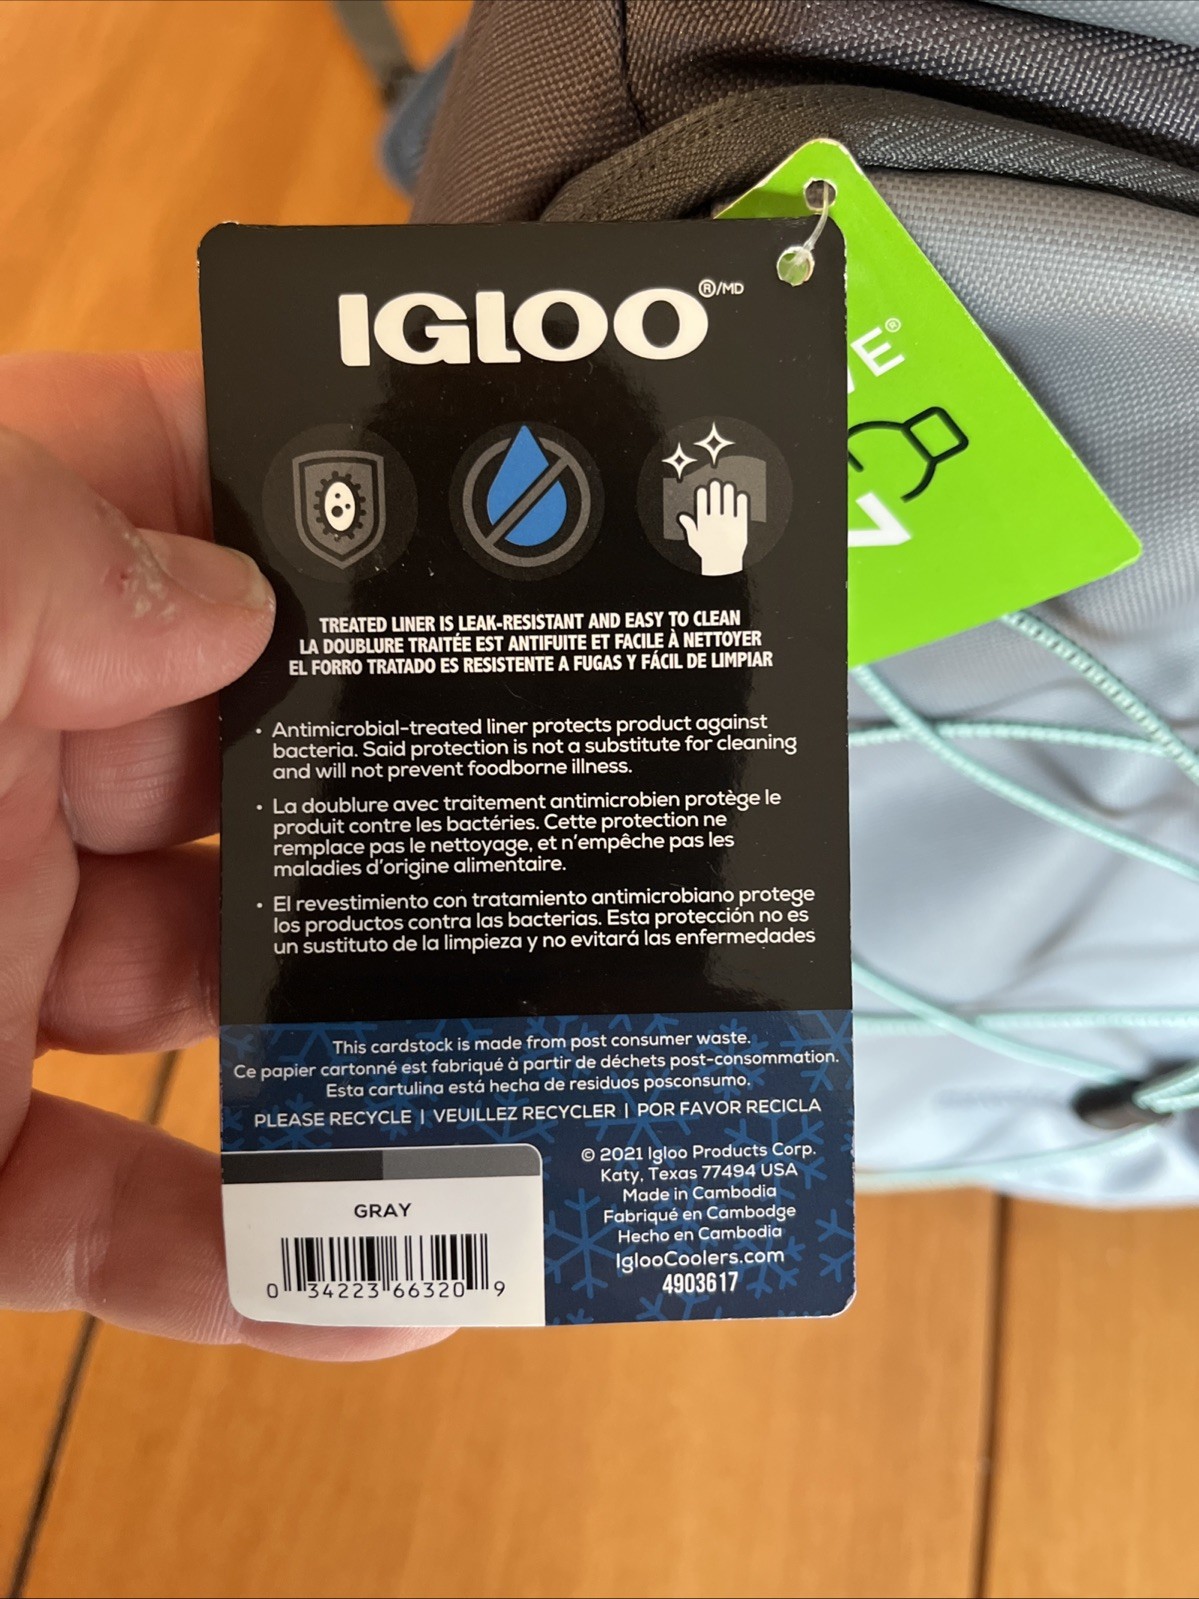 IGLOO®/MD
TREATED LINER IS LEAK-RESISTANT AND EASY TO CLEAN
LA DOUBLURE TRAITÉE EST ANTIFUITE ET FACILE À NETTOYER
EL FORRO TRATADO ES RESISTENTE A FUGAS Y FÁCIL DE LIMPIAR
• Antimicrobial-treated liner protects product against
bacteria. Said protection is not a substitute for cleaning
and will not prevent foodborne illness.
• La doublure avec traitement antimicrobien protège le
produit contre les bactéries. Cette protection ne
remplace pas le nettoyage, et n'empêche pas les
maladies d'origine alimentaire.
• El revestimiento con tratamiento antimicrobiano protege
los productos contra las bacterias. Esta protección no es
un sustituto de la limpieza y no evitará las enfermedades
This cardstock is made from post consumer waste.
Ce papier cartonné est fabriqué à partir de déchets post-consommation.
Esta cartulina está hecha de residuos posconsumo.
PLEASE RECYCLE | VEUILLEZ RECYCLER | POR FAVOR RECICLA
© 2021 Igloo Products Corp.
Katy, Texas 77494 USA
Made in Cambodia
Fabriqué en Cambodge
Hecho en Cambodia
IglooCoolers.com
4903617
GRAY
0 34223 66320 9